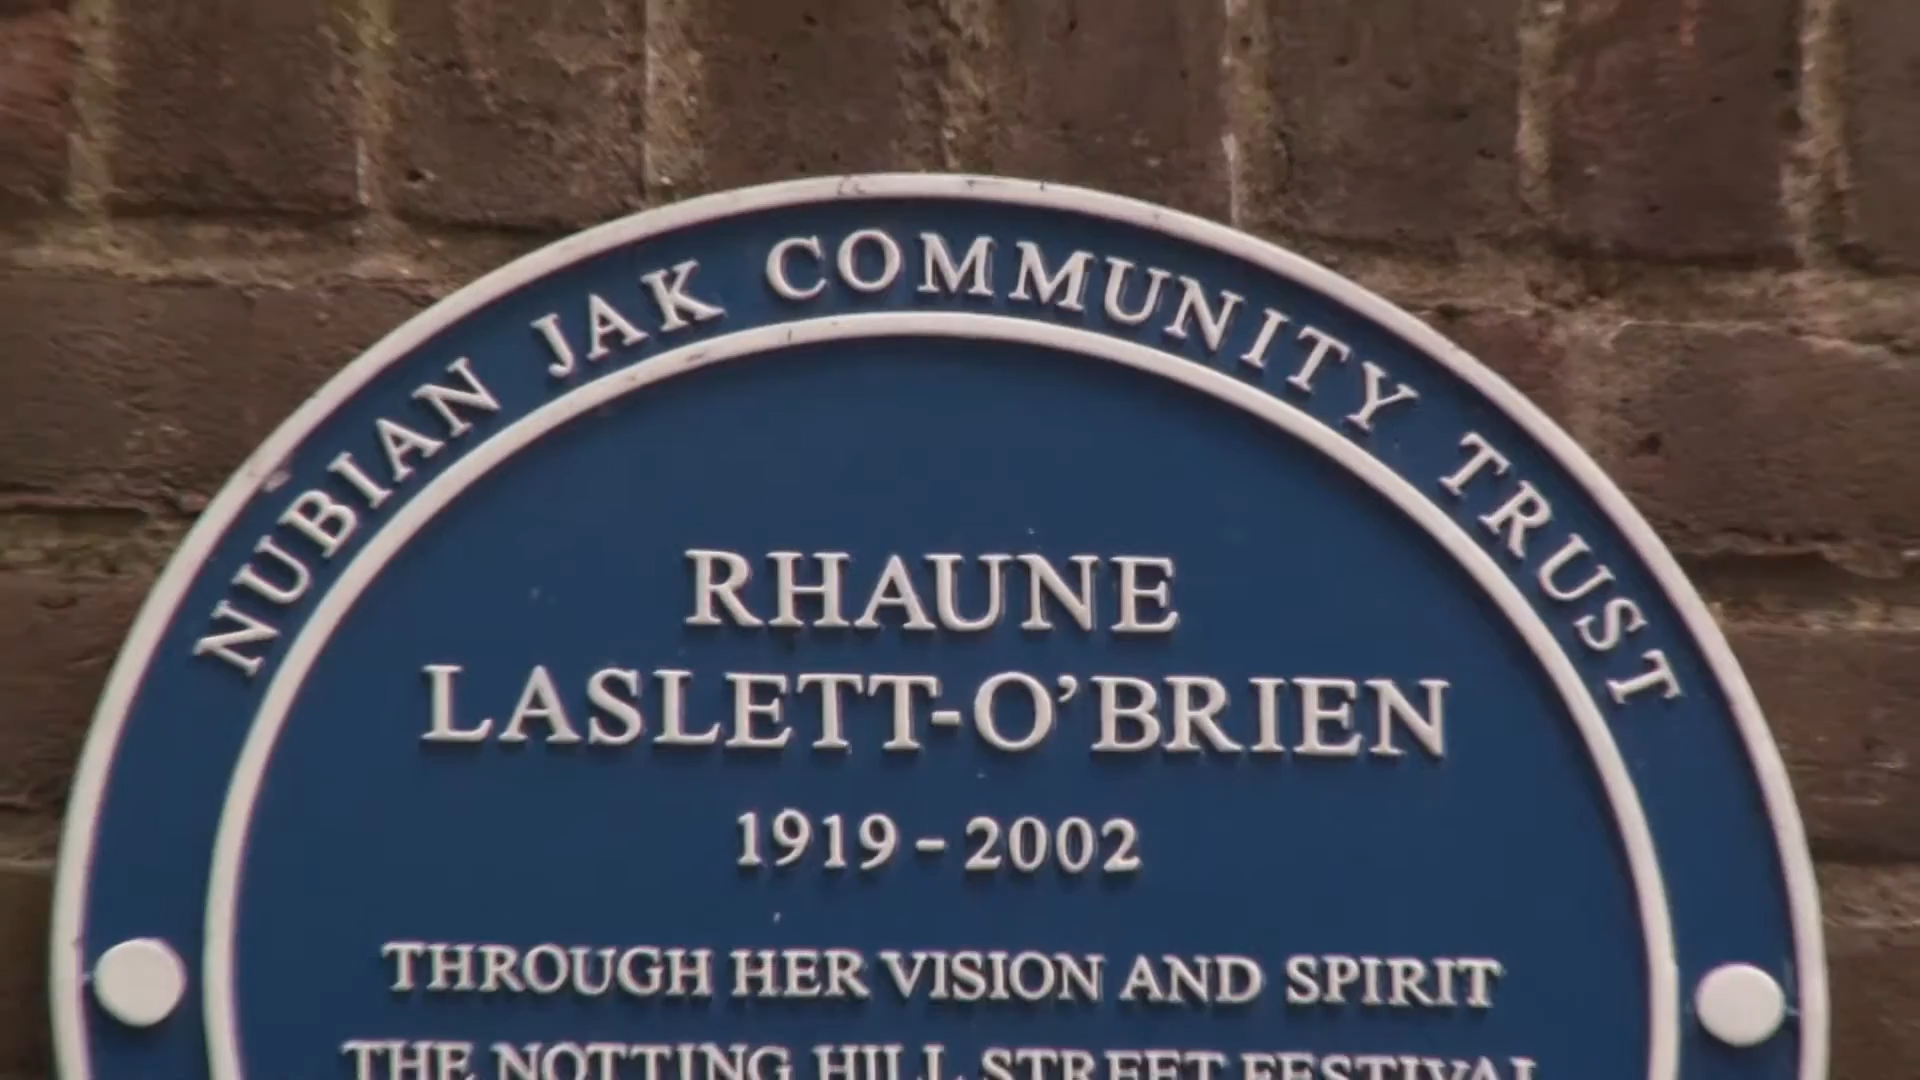 NUBIAN JAK COMMUNITY TRUST
RHAUNE
LASLETT-O'BRIEN
1919-2002
THROUGH HER VISION AND SPIRIT
THE NOTTING HILL STREET FESTIVAL